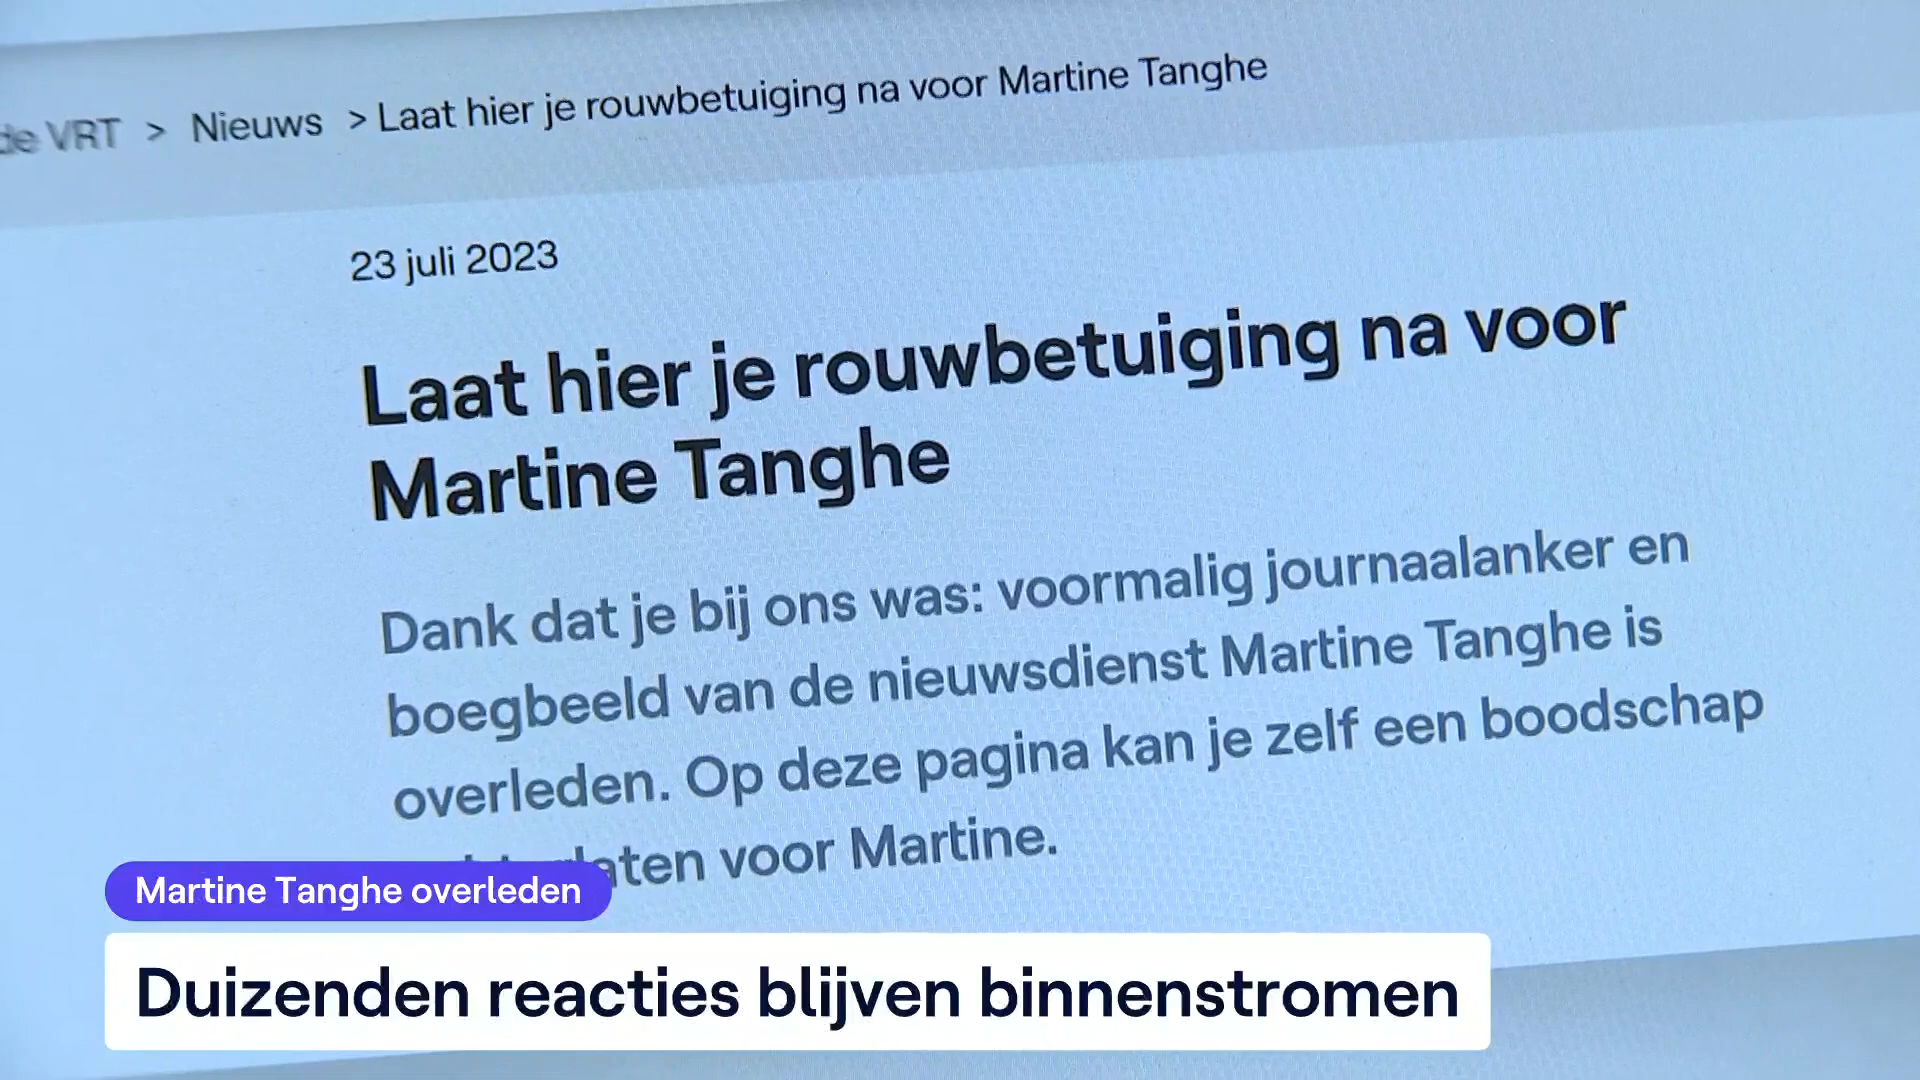 de VRT > Nieuws > Laat hier je rouwbetuiging na voor Martine Tanghe
23 juli 2023
Laat hier je rouwbetuiging na voor
Martine Tanghe
Dank dat je bij ons was: voormalig journaalanker en
boegbeeld van de nieuwsdienst Martine Tanghe is
overleden. Op deze pagina kan je zelf een boodschap
voor Martine.
Martine Tanghe overleden
Duizenden reacties blijven binnenstromen